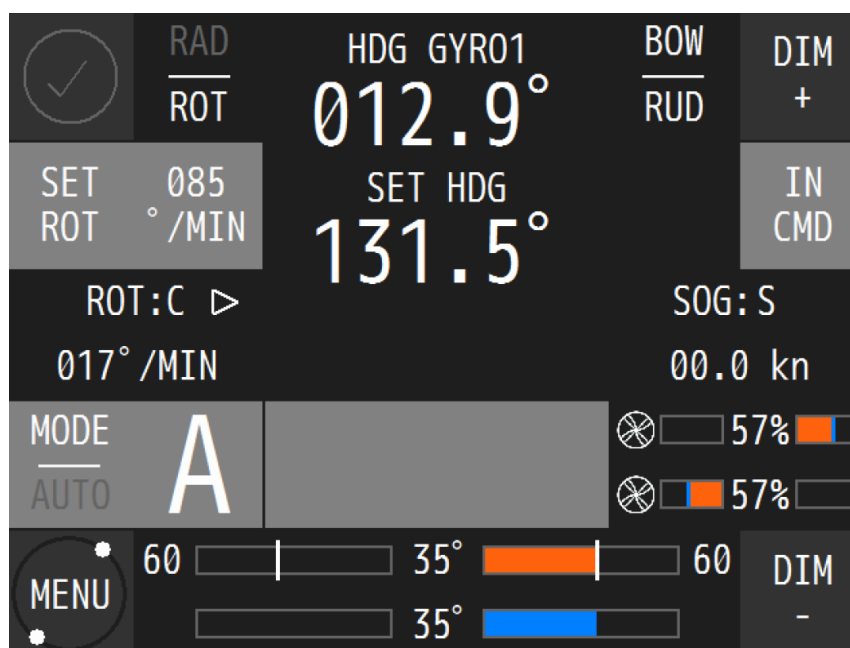 RAD
ROT
HDG GYRO1
012.9°
BOW
RUD
DIM
+
SET ROT
085 °/MIN
SET HDG
131.5°
IN
CMD
ROT:C
017°/MIN
SOG:S
00.0 kn
MODE
AUTO
A
57%
57%
MENU
60 35° 60
35°
DIM
-